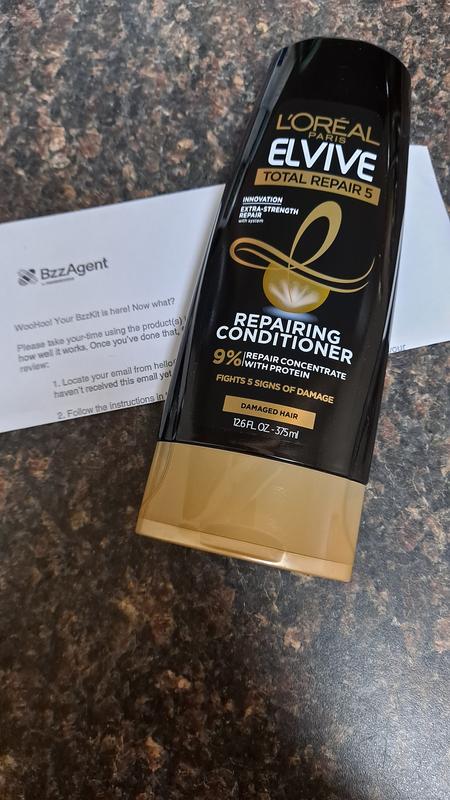 L'ORÉAL
PARIS
ELVIVE
TOTAL REPAIR 5
INNOVATION
EXTRA-STRENGTH
REPAIR
with system
REPAIRING
CONDITIONER
9% REPAIR CONCENTRATE
WITH PROTEIN
FIGHTS 5 SIGNS OF DAMAGE
DAMAGED HAIR
12.6 FL. OZ. - 375 ml
BzzAgent
WooHoo! Your BzzKit is here! Now what?
Please take your time using the product(s)
how well it works. Once you've done that,
review:
1. Locate your email from hello
haven't received this email yet
2. Follow the instructions in